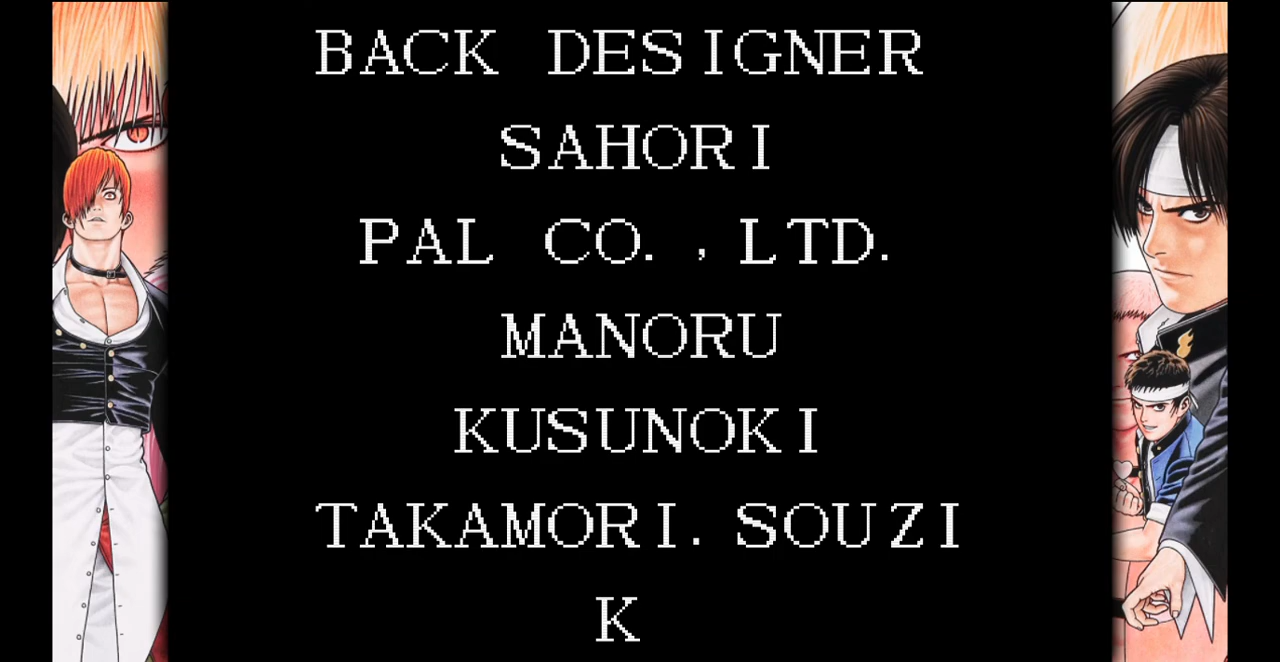 BACK DESIGNER
SAHORI
PAL CO. ,LTD.
MANORU
KUSUNOKI
TAKAMORI. SOUZI
K